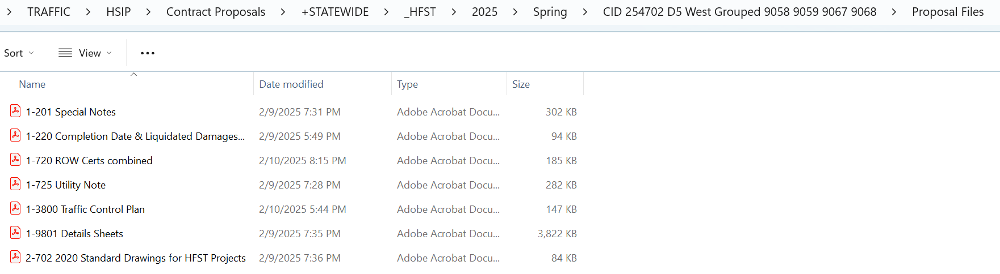 TRAFFIC > HSIP > Contract Proposals > +STATEWIDE > _HFST > 2025 > Spring > CID 254702 D5 West Grouped 9058 9059 9067 9068 > Proposal Files
Sort View ...
Name Date modified Type Size
1-201 Special Notes 2/9/2025 7:31 PM Adobe Acrobat Docu... 302 KB
1-220 Completion Date & Liquidated Damages... 2/9/2025 5:49 PM Adobe Acrobat Docu... 94 KB
1-720 ROW Certs combined 2/10/2025 8:15 PM Adobe Acrobat Docu... 185 KB
1-725 Utility Note 2/9/2025 7:28 PM Adobe Acrobat Docu... 282 KB
1-3800 Traffic Control Plan 2/10/2025 5:44 PM Adobe Acrobat Docu... 147 KB
1-9801 Details Sheets 2/9/2025 7:35 PM Adobe Acrobat Docu... 3,822 KB
2-702 2020 Standard Drawings for HFST Projects 2/9/2025 7:36 PM Adobe Acrobat Docu... 84 KB